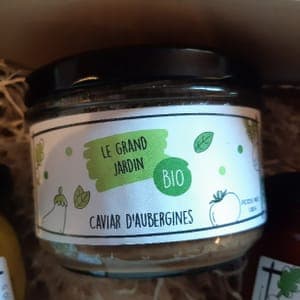 LE GRAND
JARDIN
BIO
CAVIAR D'AUBERGINES